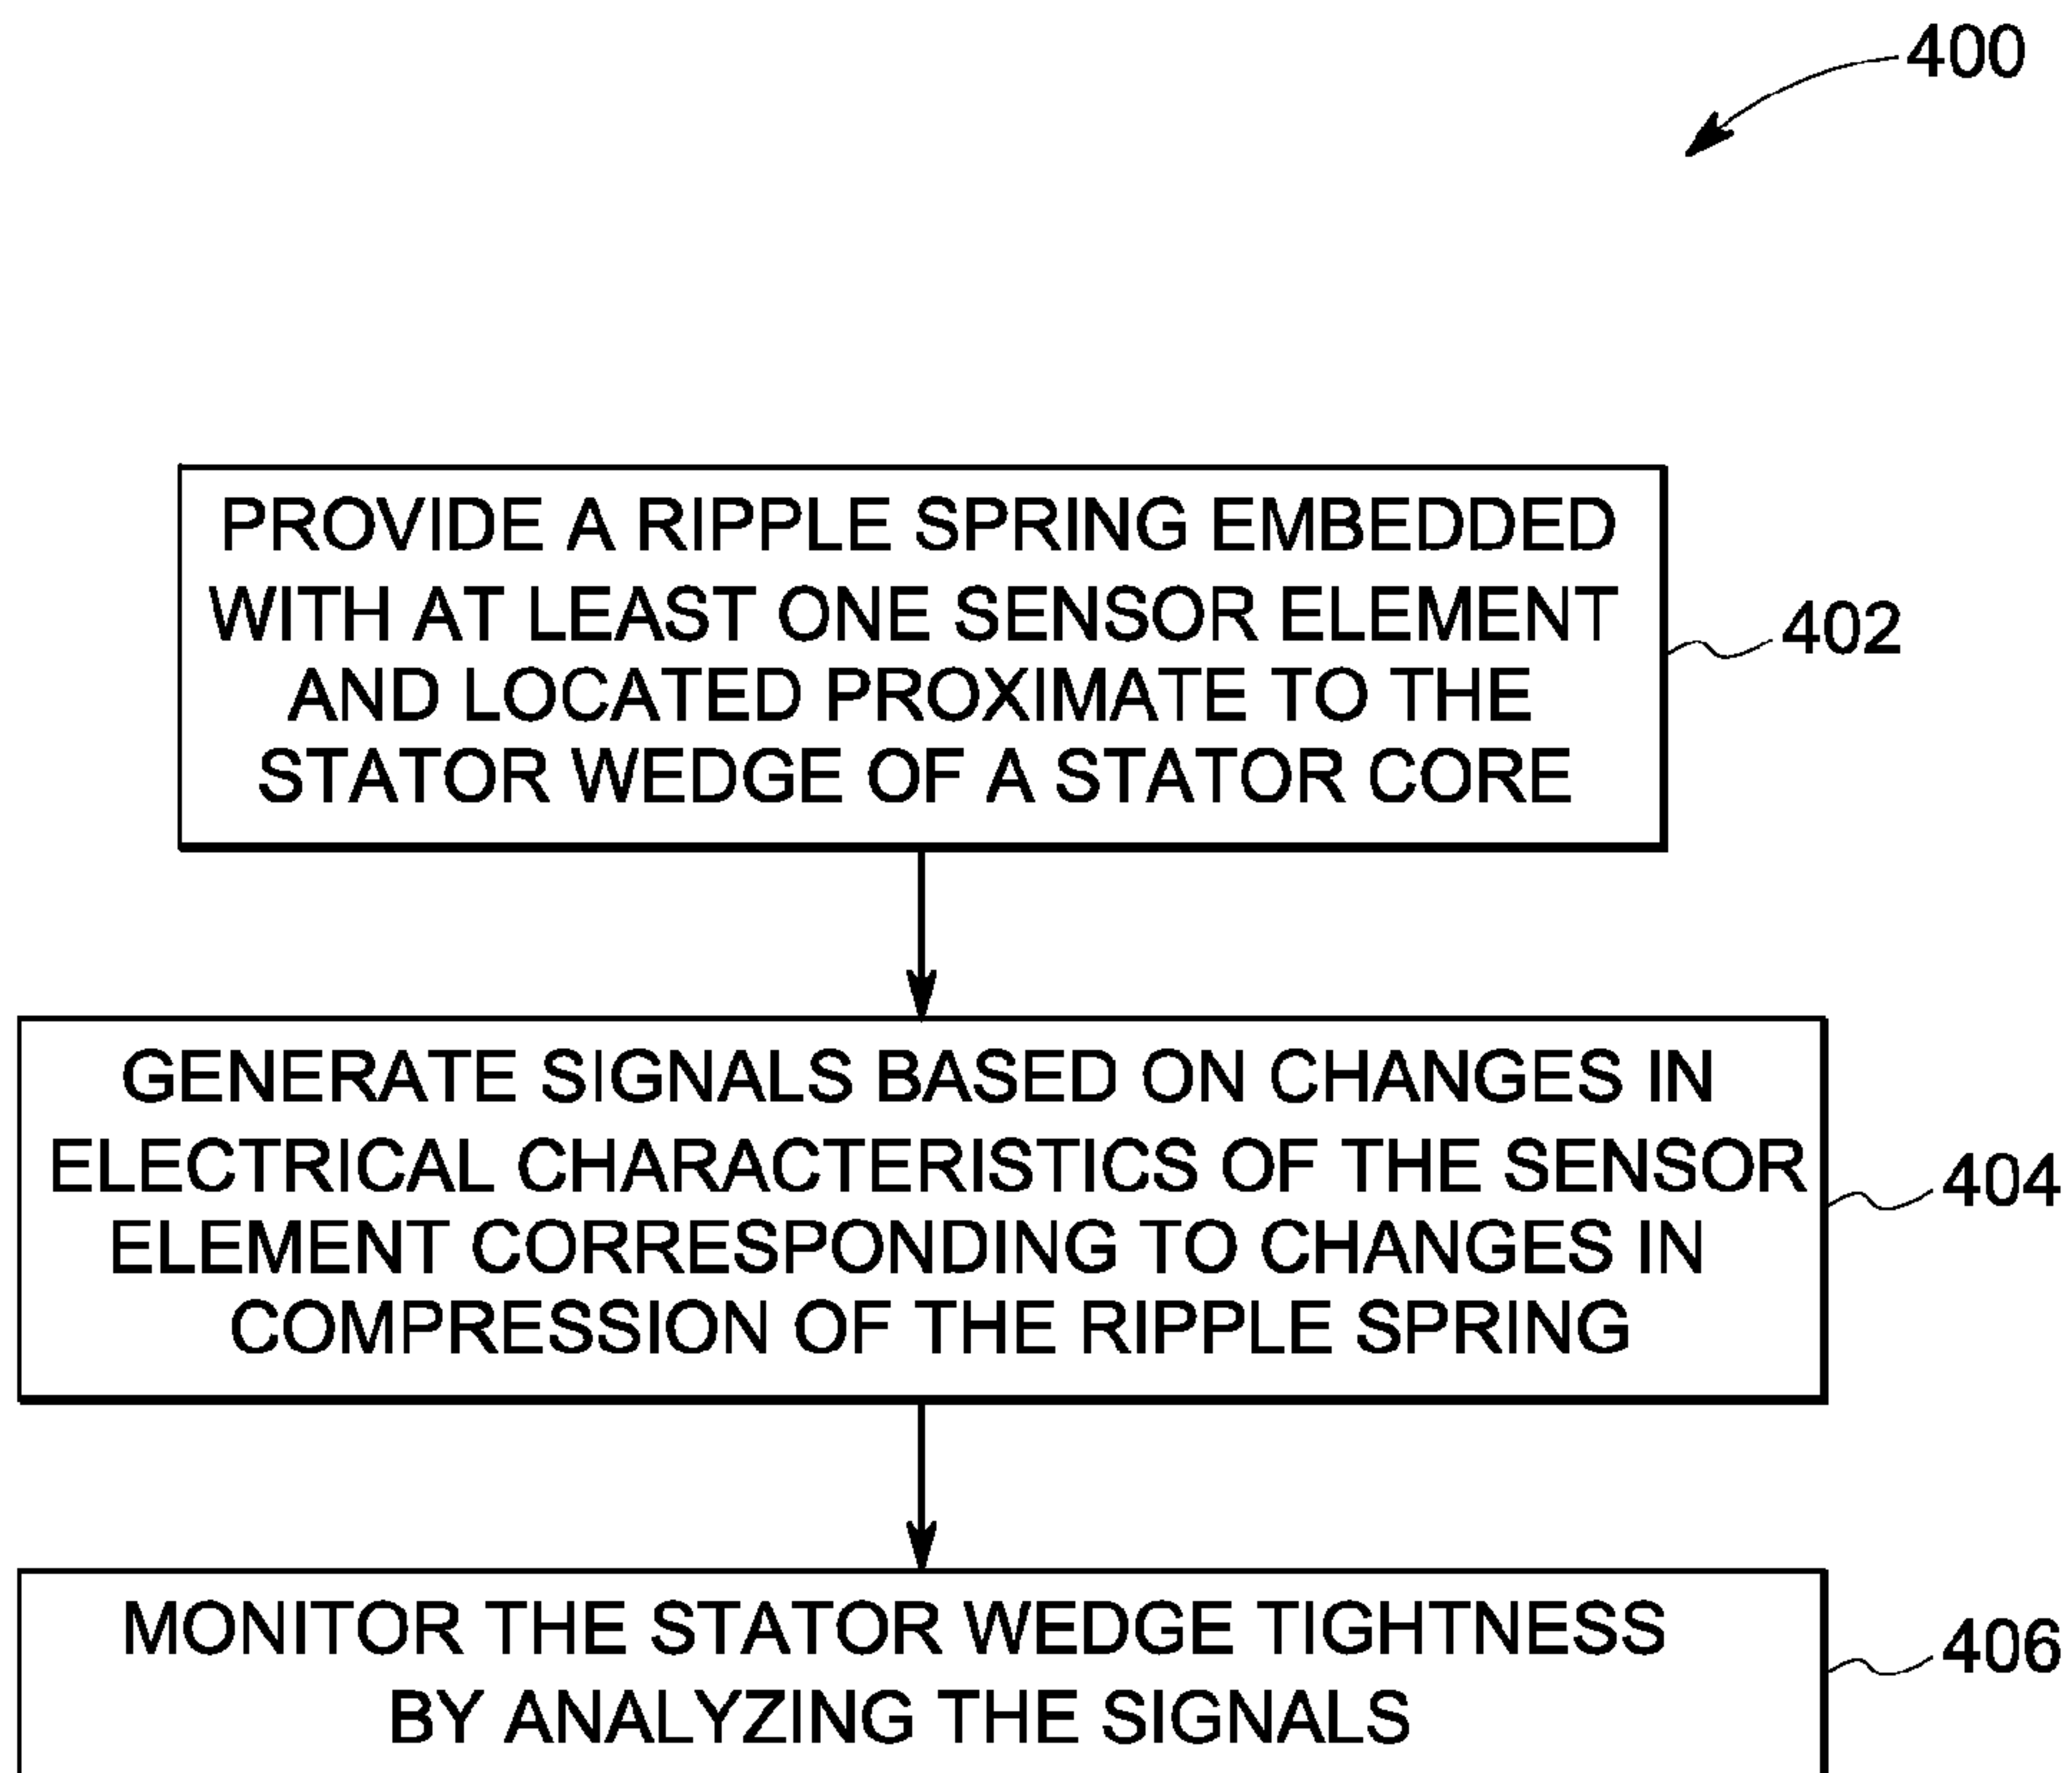 400
PROVIDE A RIPPLE SPRING EMBEDDED
WITH AT LEAST ONE SENSOR ELEMENT
AND LOCATED PROXIMATE TO THE
STATOR WEDGE OF A STATOR CORE
402
GENERATE SIGNALS BASED ON CHANGES IN
ELECTRICAL CHARACTERISTICS OF THE SENSOR
ELEMENT CORRESPONDING TO CHANGES IN
COMPRESSION OF THE RIPPLE SPRING
404
MONITOR THE STATOR WEDGE TIGHTNESS
BY ANALYZING THE SIGNALS
406